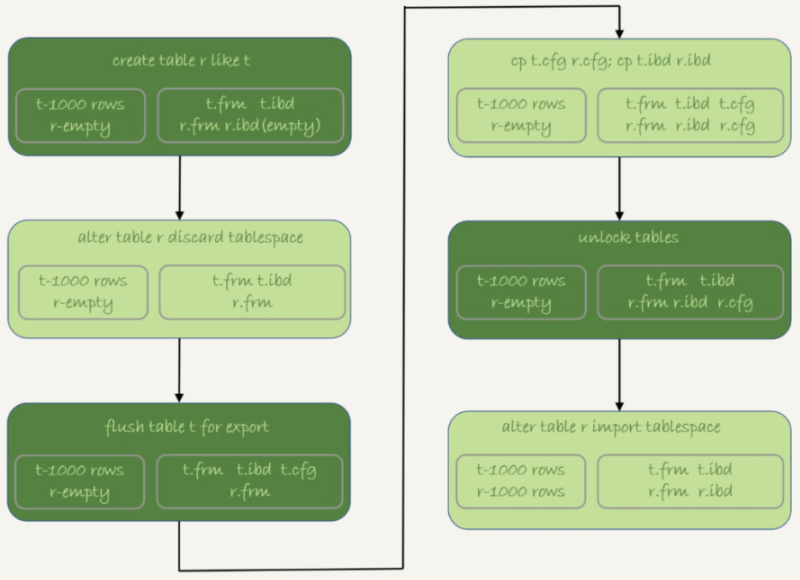 create table r like t
t-1000 rows
r-empty
t.frm t.ibd
r.frm r.ibd(empty)
alter table r discard tablespace
t-1000 rows
r-empty
t.frm t.ibd
r.frm
flush table t for export
t-1000 rows
r-empty
t.frm t.ibd t.cfg
r.frm
cp t.cfg r.cfg; cp t.ibd r.ibd
t-1000 rows
r-empty
t.frm t.ibd t.cfg
r.frm r.ibd r.cfg
unlock tables
t-1000 rows
r-empty
t.frm t.ibd
r.frm r.ibd r.cfg
alter table r import tablespace
t-1000 rows
r-1000 rows
t.frm t.ibd
r.frm r.ibd